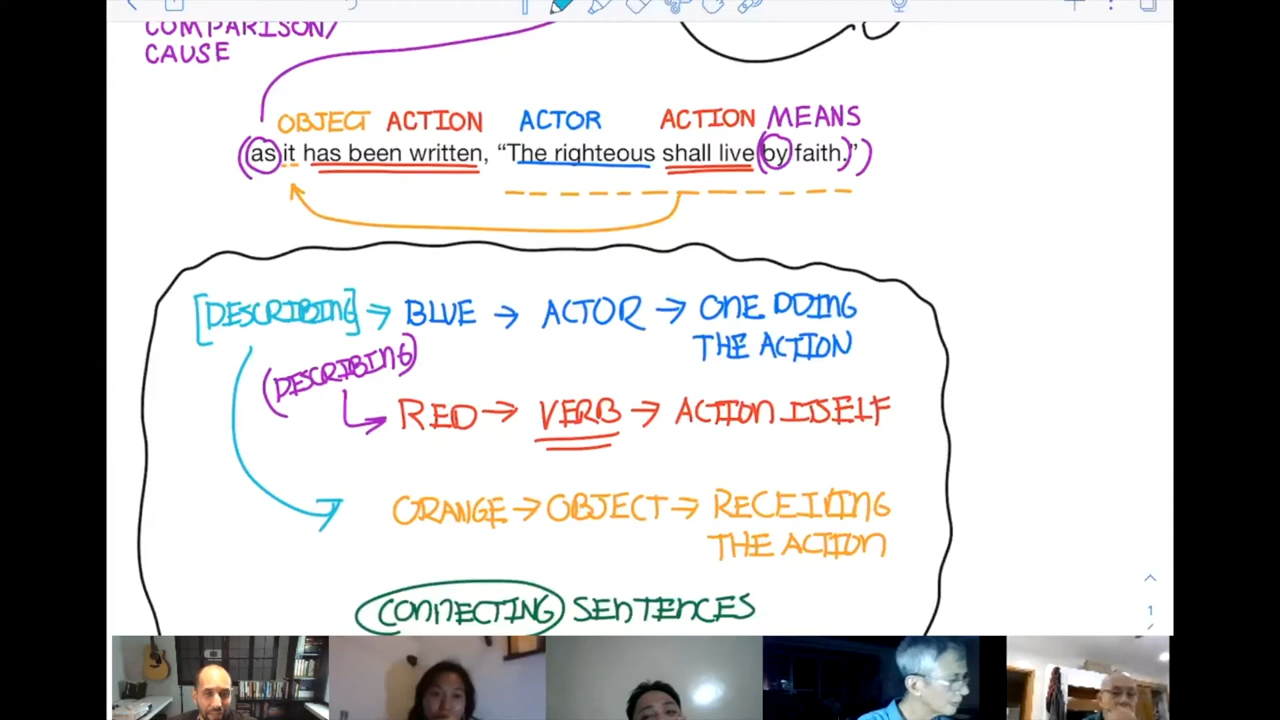 COMPARISON/
CAUSE
OBJECT ACTION ACTOR ACTION MEANS
(as it has been written, “The righteous shall live by faith.”)
[DESCRIBING] → BLUE → ACTOR → ONE DOING
THE ACTION
(DESCRIBING)
RED → VERB → ACTION ITSELF
ORANGE → OBJECT → RECEIVING
THE ACTION
CONNECTING SENTENCES
1